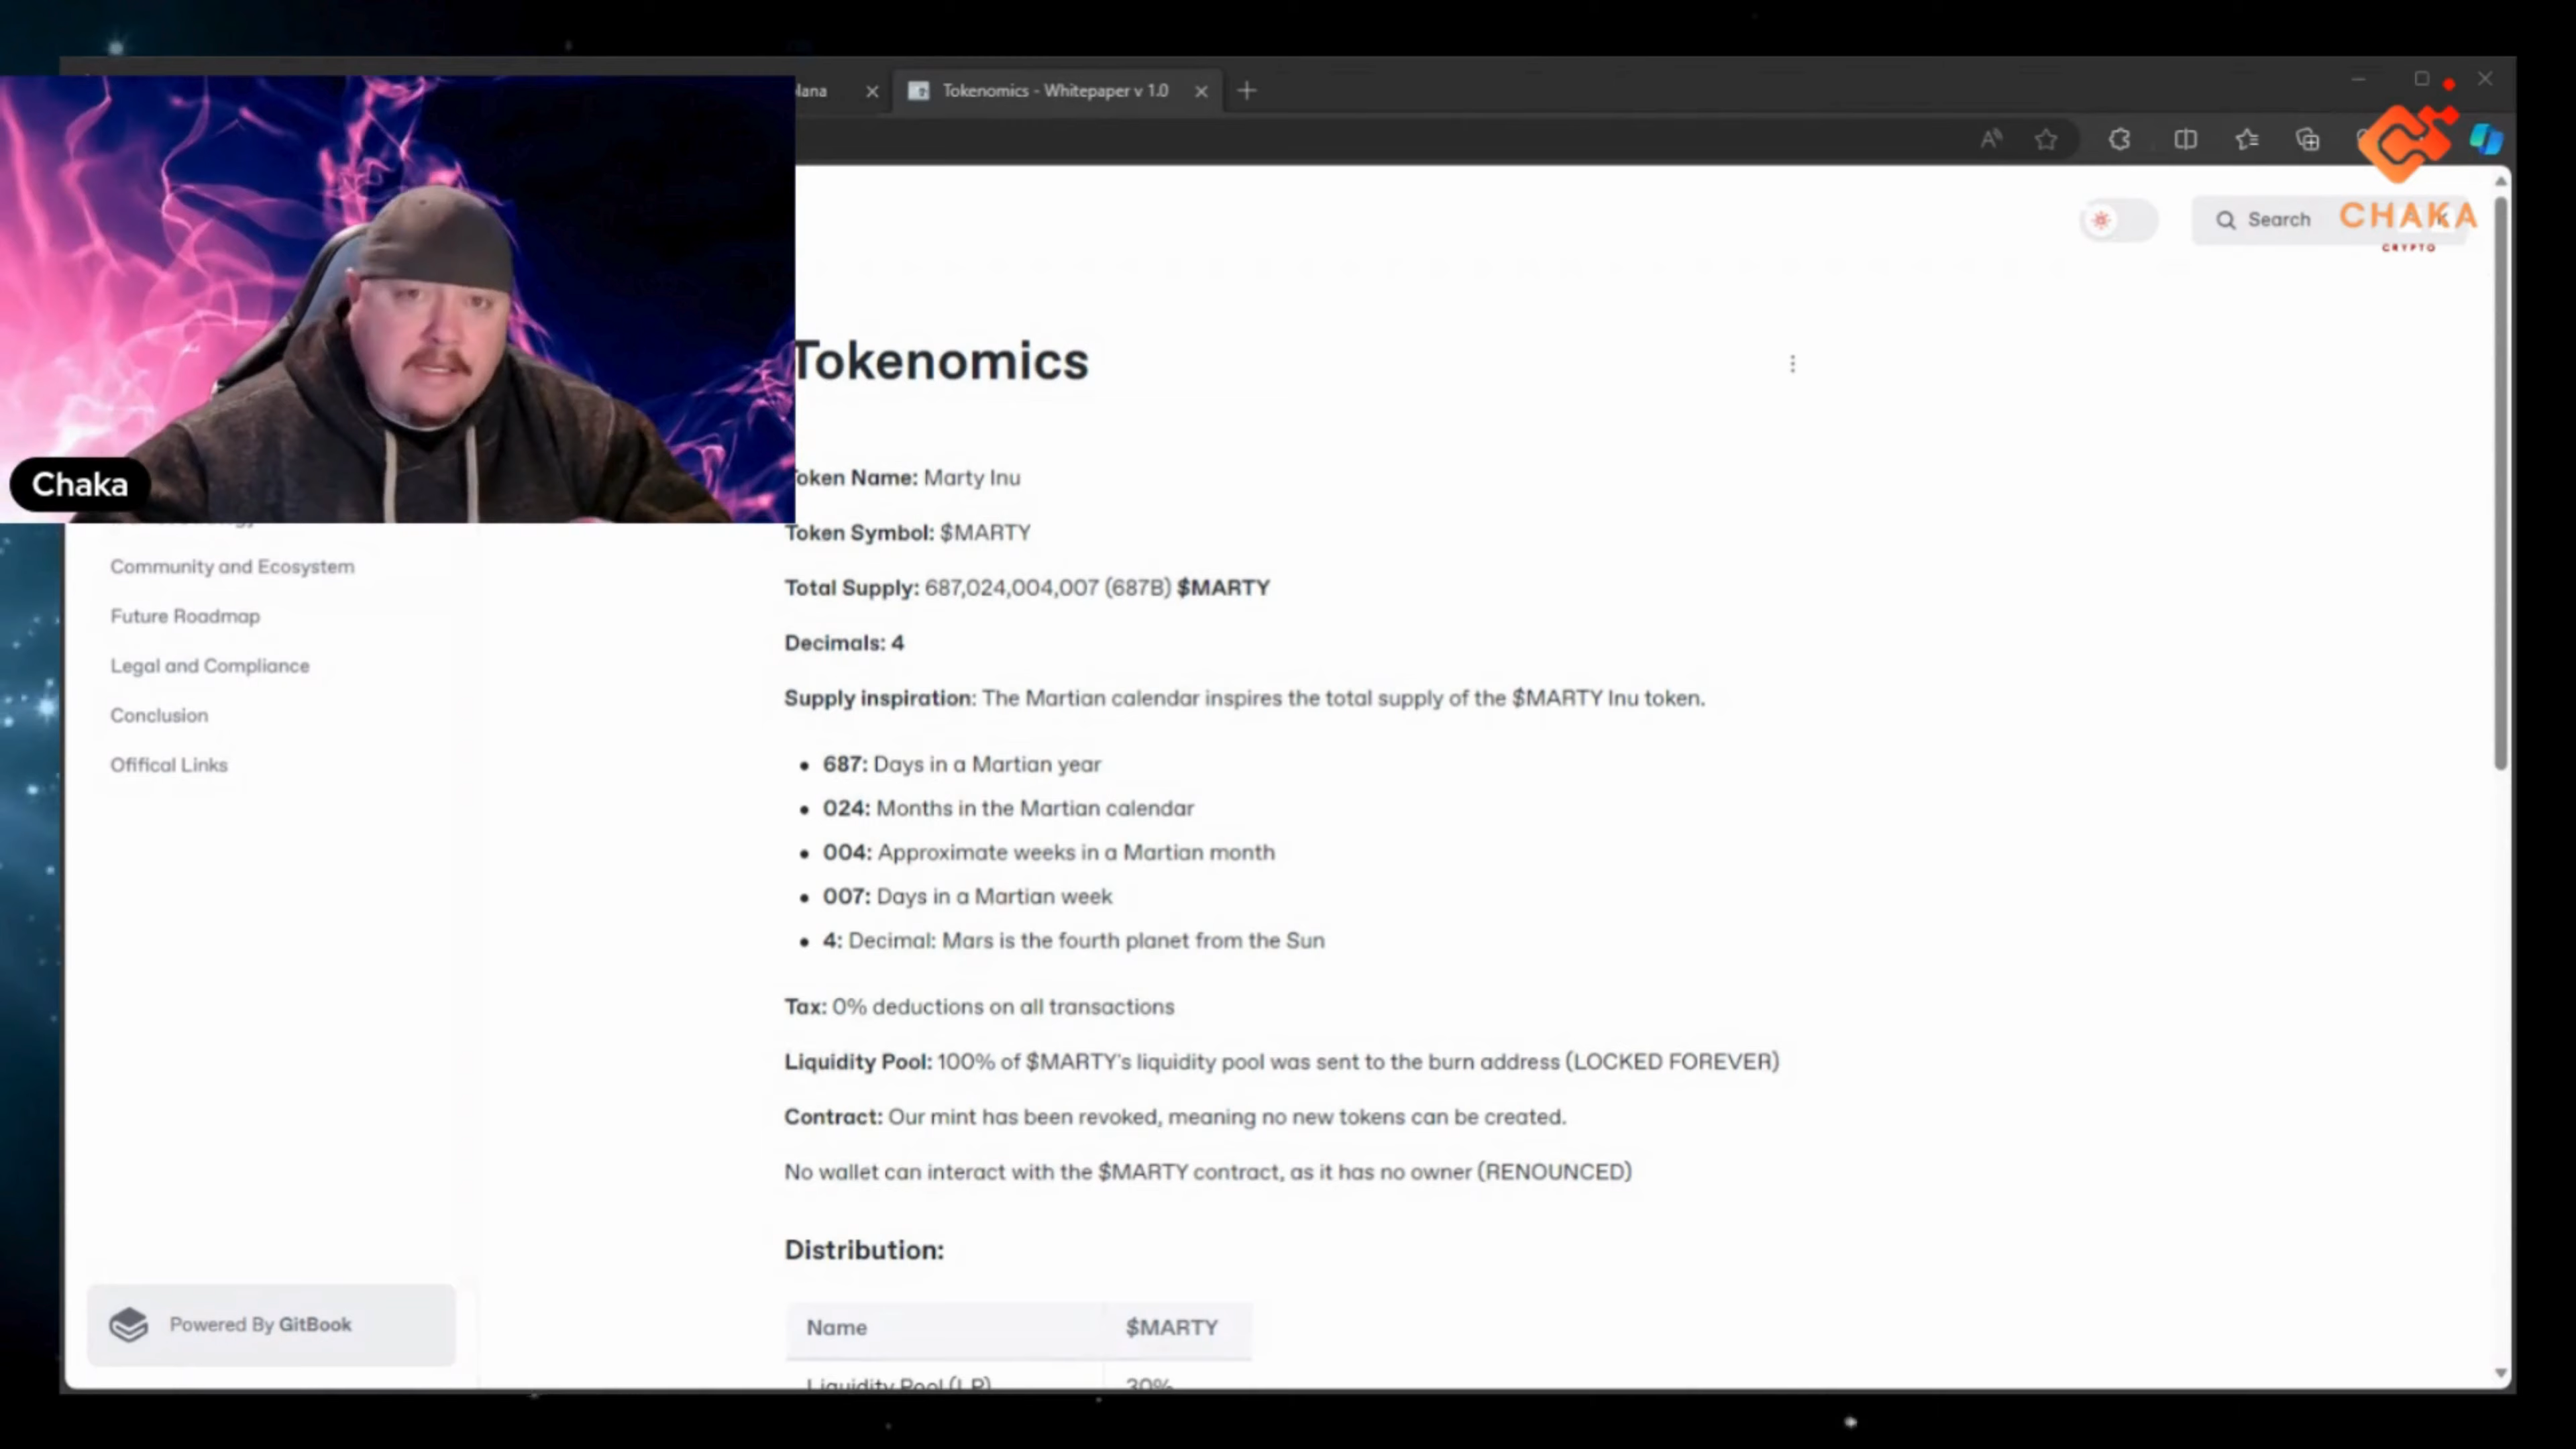 lana
Tokenomics - Whitepaper v 1.0
Search
CHAKA
CRYPTO
Chaka
Tokenomics
Token Name: Marty Inu
Token Symbol: $MARTY
Total Supply: 687,024,004,007 (687B) $MARTY
Decimals: 4
Supply inspiration: The Martian calendar inspires the total supply of the $MARTY Inu token.
687: Days in a Martian year
024: Months in the Martian calendar
004: Approximate weeks in a Martian month
007: Days in a Martian week
4: Decimal: Mars is the fourth planet from the Sun
Tax: 0% deductions on all transactions
Liquidity Pool: 100% of $MARTY's liquidity pool was sent to the burn address (LOCKED FOREVER)
Contract: Our mint has been revoked, meaning no new tokens can be created.
No wallet can interact with the $MARTY contract, as it has no owner (RENOUNCED)
Distribution:
Name $MARTY
Liquidity Pool (LP) 30%
Community and Ecosystem
Future Roadmap
Legal and Compliance
Conclusion
Ofifical Links
Powered By GitBook